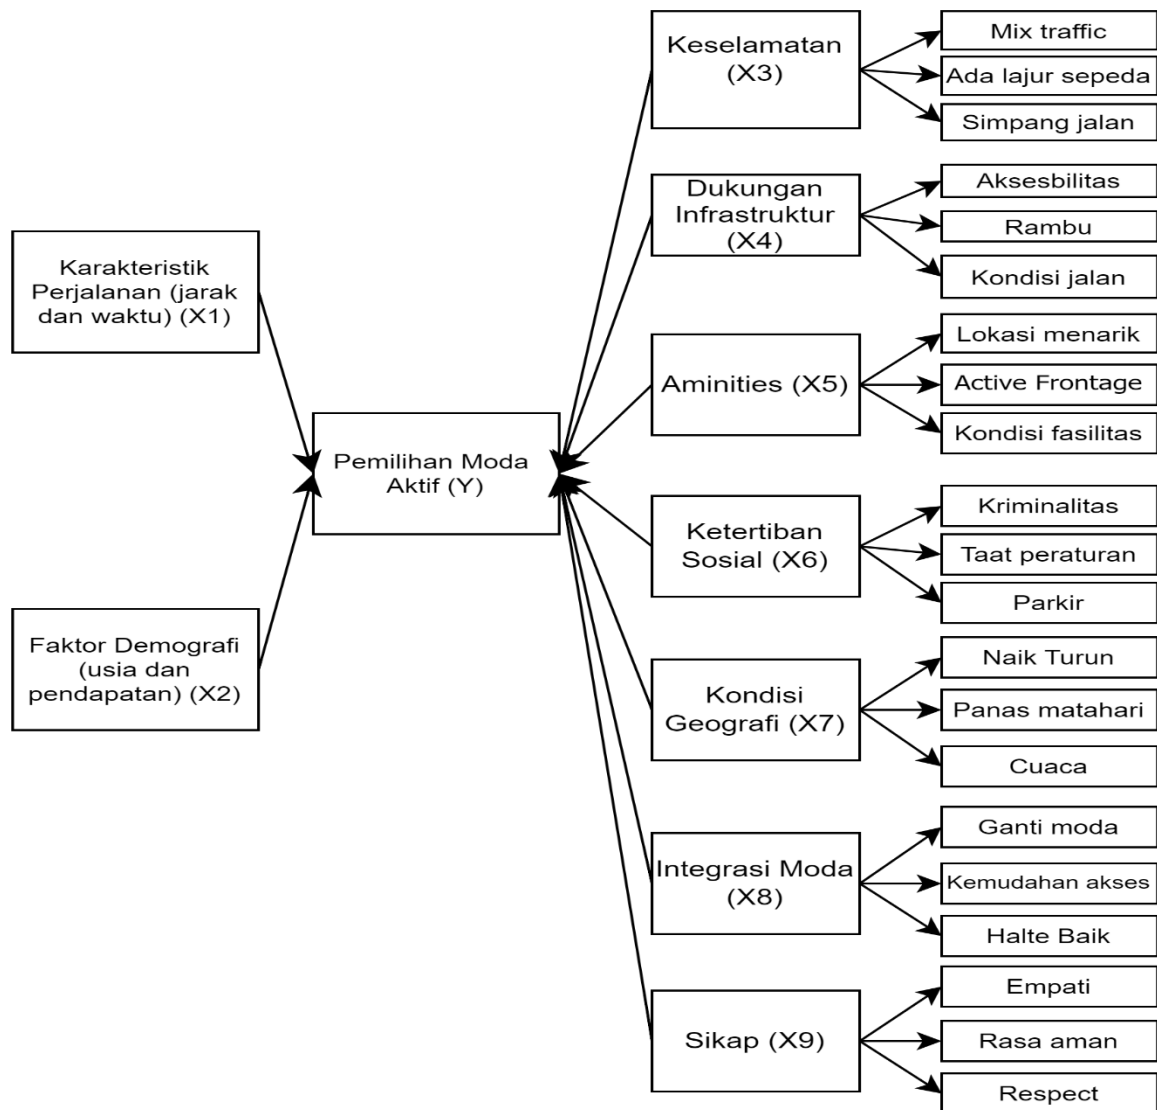 Karakteristik
Perjalanan (jarak
dan waktu) (X1)
Faktor Demografi
(usia dan
pendapatan) (X2)
Pemilihan Moda
Aktif (Y)
Keselamatan
(X3)
Mix traffic
Ada lajur sepeda
Simpang jalan
Dukungan
Infrastruktur
(X4)
Aksesbilitas
Rambu
Kondisi jalan
Aminities (X5)
Lokasi menarik
Active Frontage
Kondisi fasilitas
Ketertiban
Sosial (X6)
Kriminalitas
Taat peraturan
Parkir
Kondisi
Geografi (X7)
Naik Turun
Panas matahari
Cuaca
Integrasi Moda
(X8)
Ganti moda
Kemudahan akses
Halte Baik
Sikap (X9)
Empati
Rasa aman
Respect